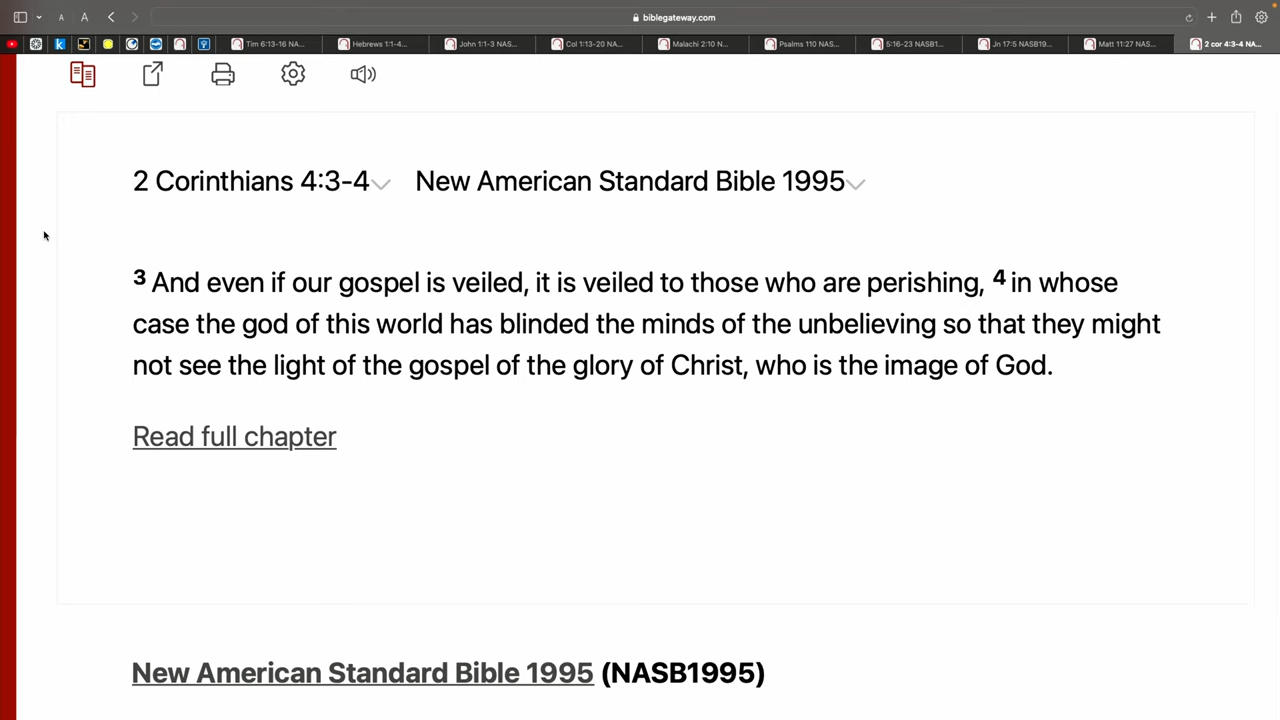 A A biblegateway.com
Tim 6:13-16 NA... Hebrews 1:1-4... John 1:1-3 NAS... Col 1:13-20 NA... Malachi 2:10 N... Psalms 110 NAS... 5:16-23 NASB1... Jn 17:5 NASB19... Matt 11:27 NAS... 2 cor 4:3-4 NA...
2 Corinthians 4:3-4 New American Standard Bible 1995
3 And even if our gospel is veiled, it is veiled to those who are perishing, 4 in whose
case the god of this world has blinded the minds of the unbelieving so that they might
not see the light of the gospel of the glory of Christ, who is the image of God.
Read full chapter
New American Standard Bible 1995 (NASB1995)